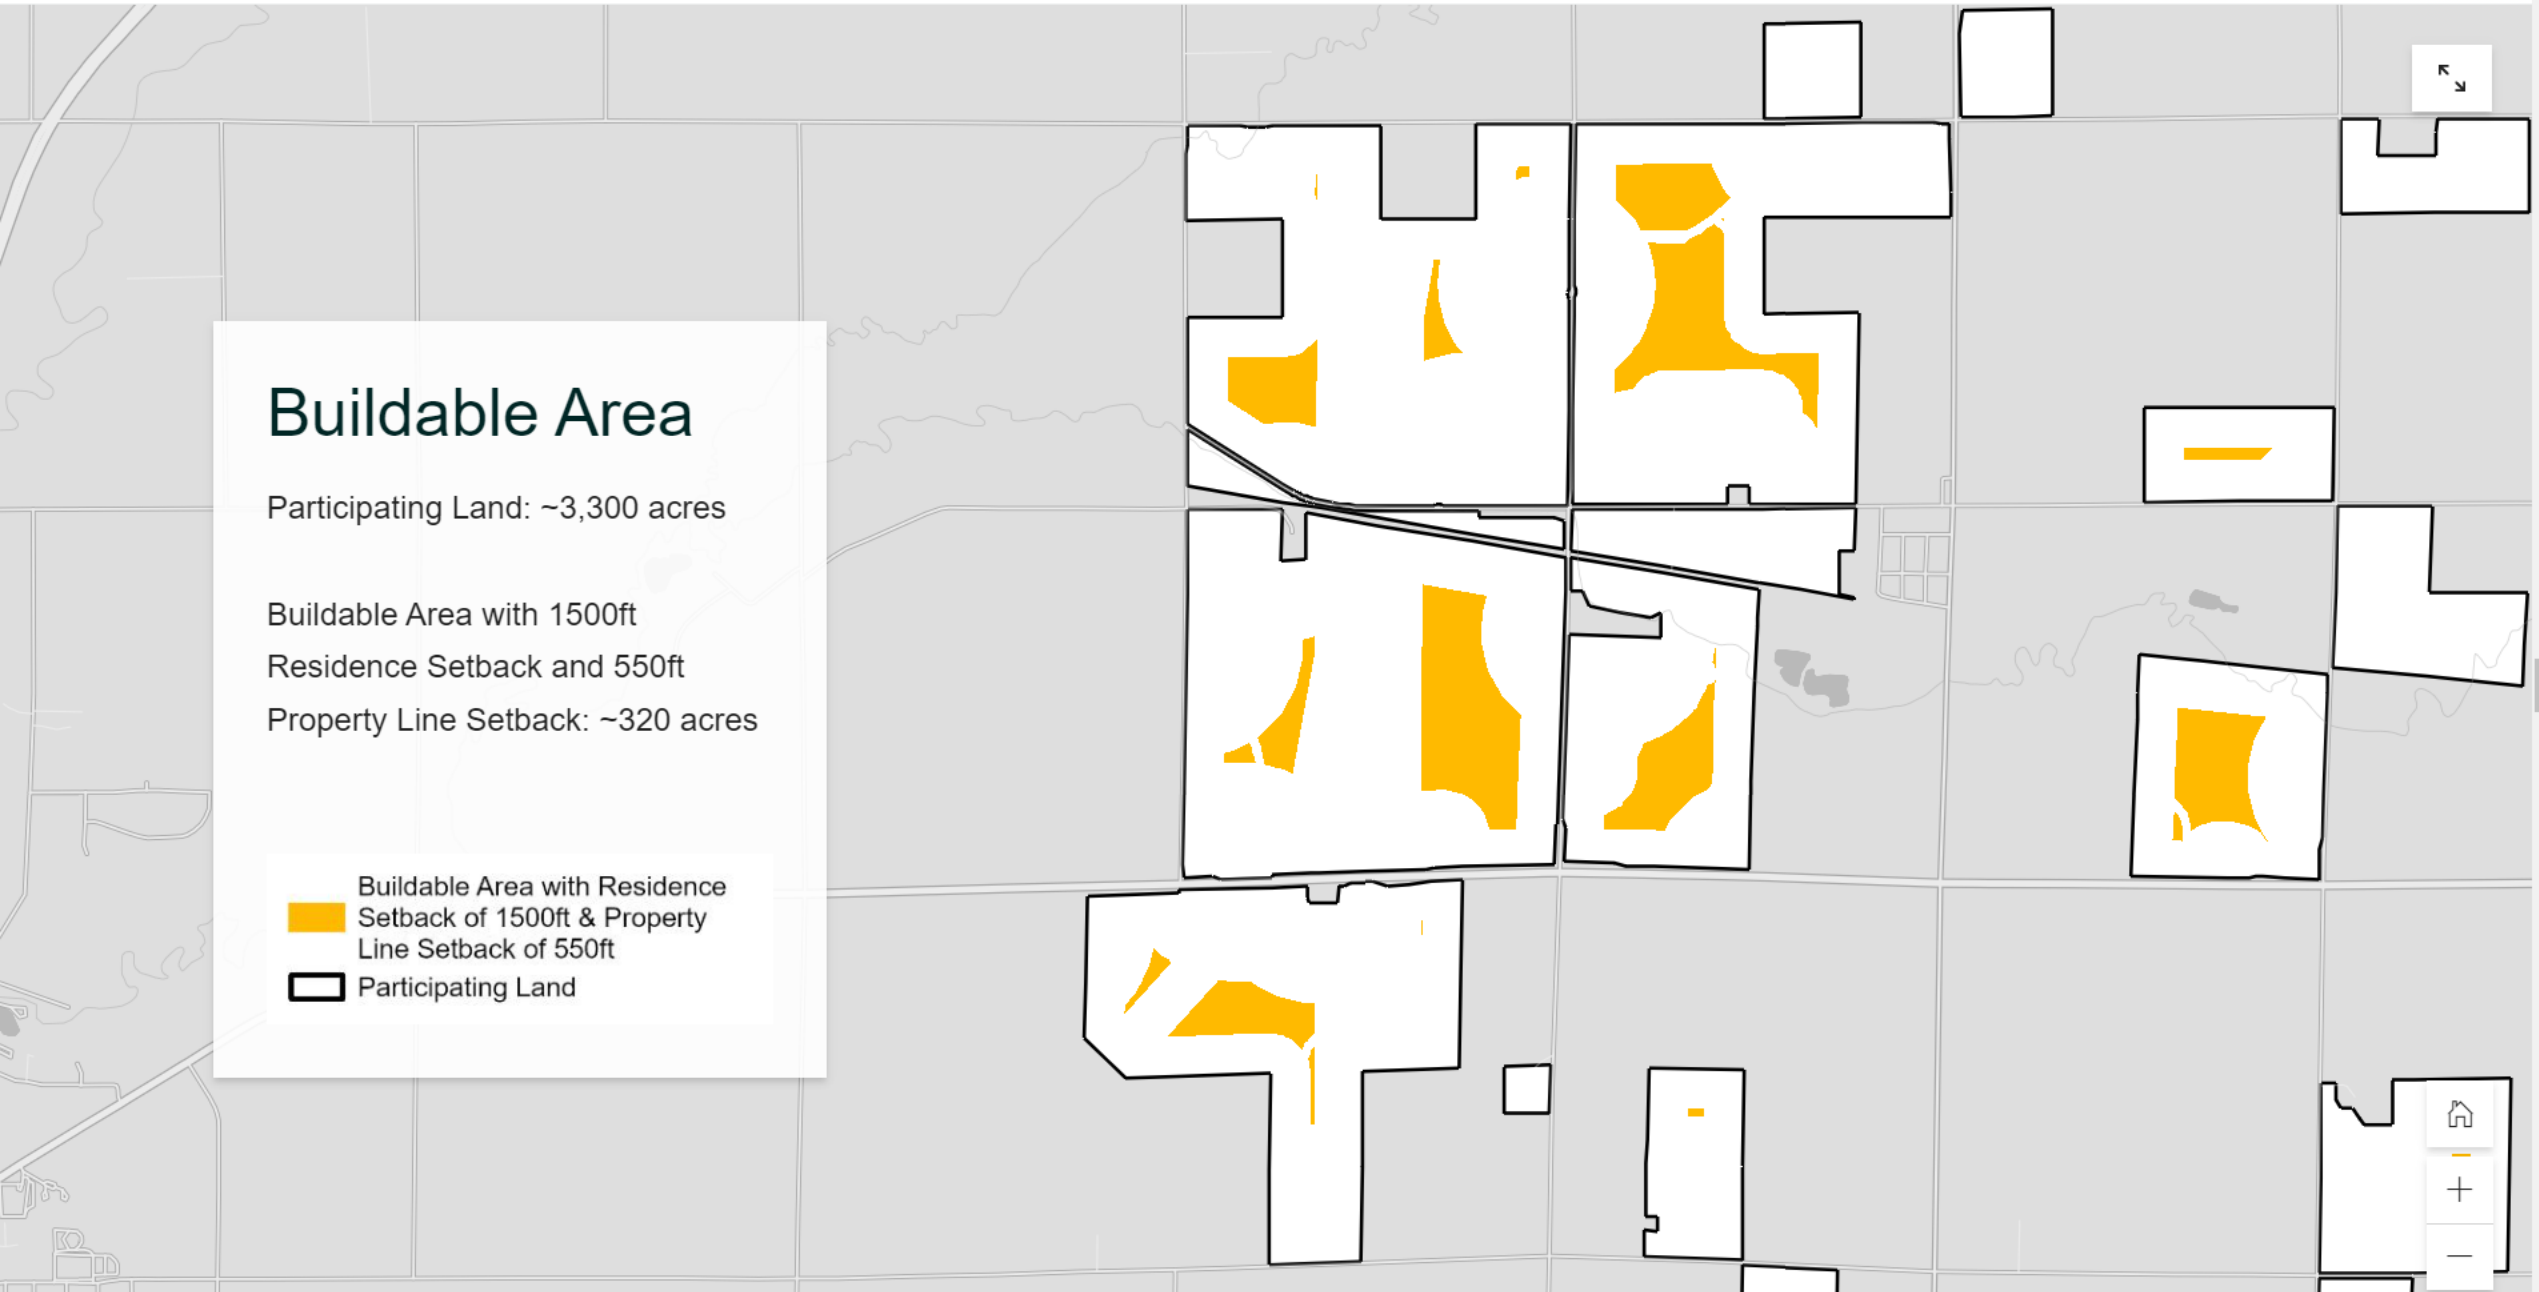 Buildable Area
Participating Land: ~3,300 acres
Buildable Area with 1500ft
Residence Setback and 550ft
Property Line Setback: ~320 acres
Buildable Area with Residence
Setback of 1500ft & Property
Line Setback of 550ft
Participating Land